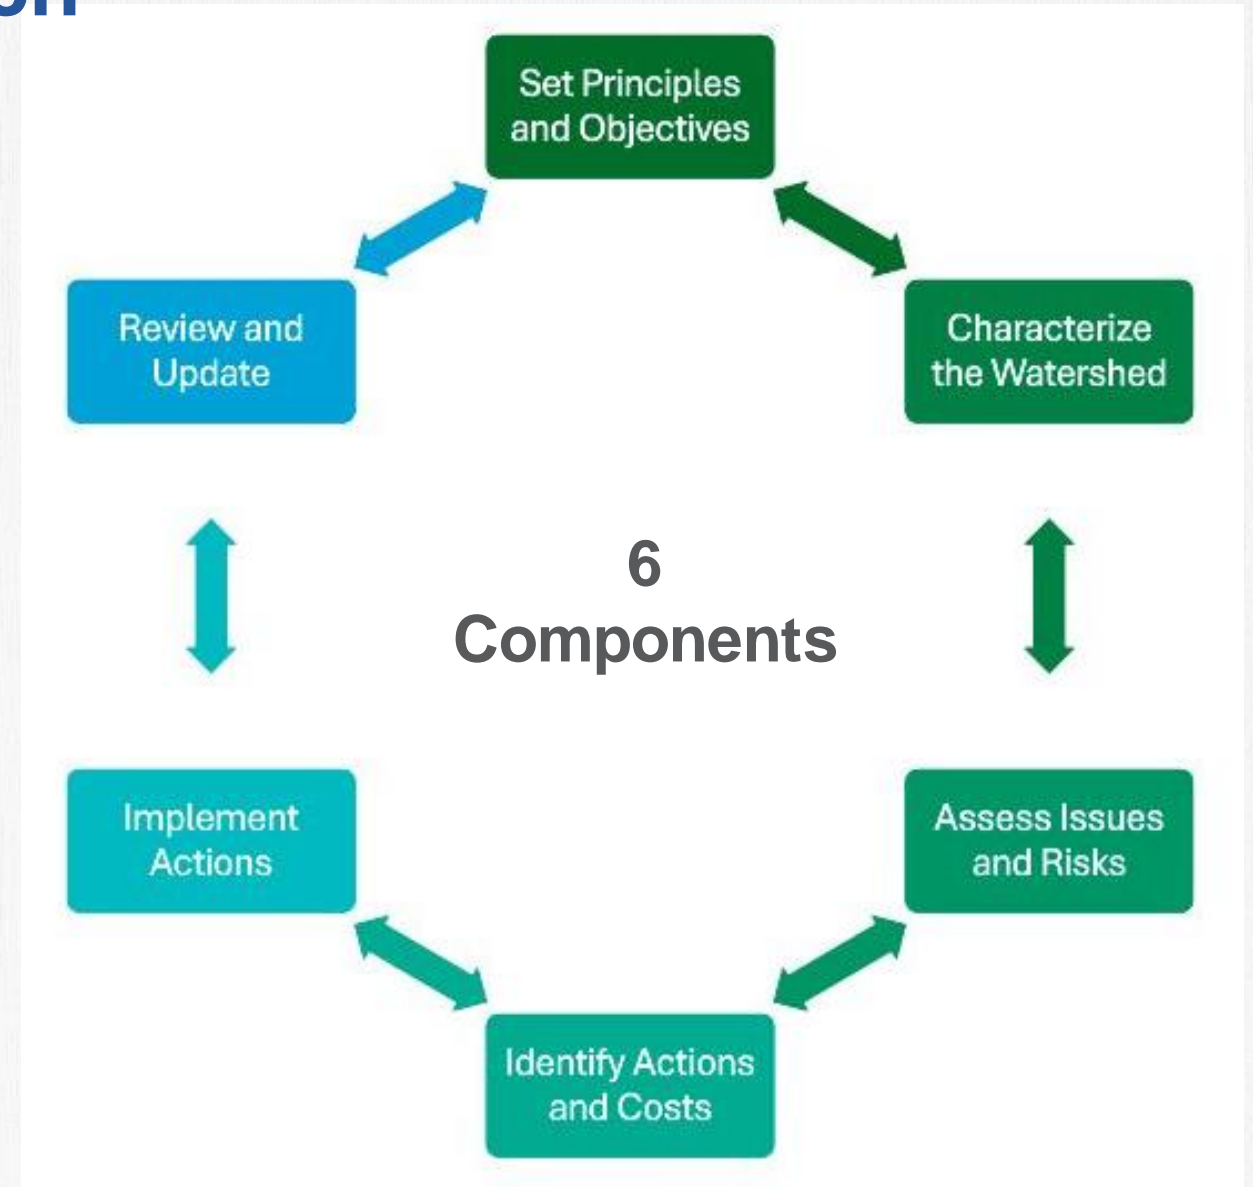 Set Principles
and Objectives
Characterize
the Watershed
Assess Issues
and Risks
Identify Actions
and Costs
Implement
Actions
Review and
Update
6
Components